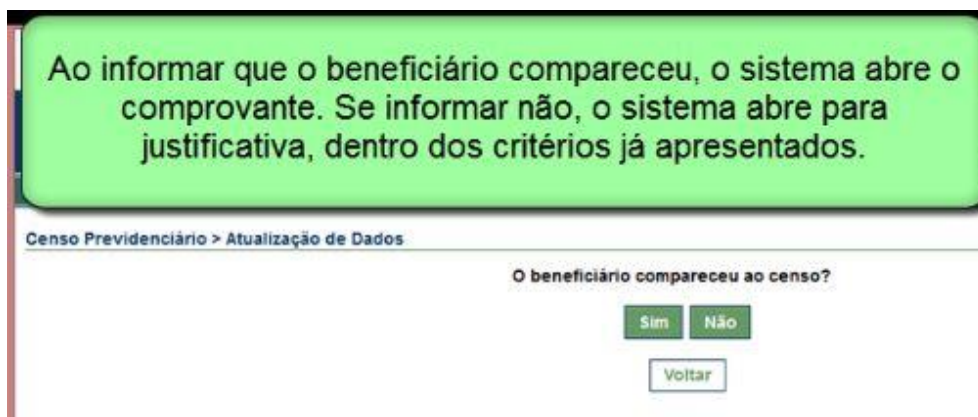 Ao informar que o beneficiário compareceu, o sistema abre o
comprovante. Se informar não, o sistema abre para
justificativa, dentro dos critérios já apresentados.
Censo Previdenciário > Atualização de Dados
O beneficiário compareceu ao censo?
Sim Não
Voltar